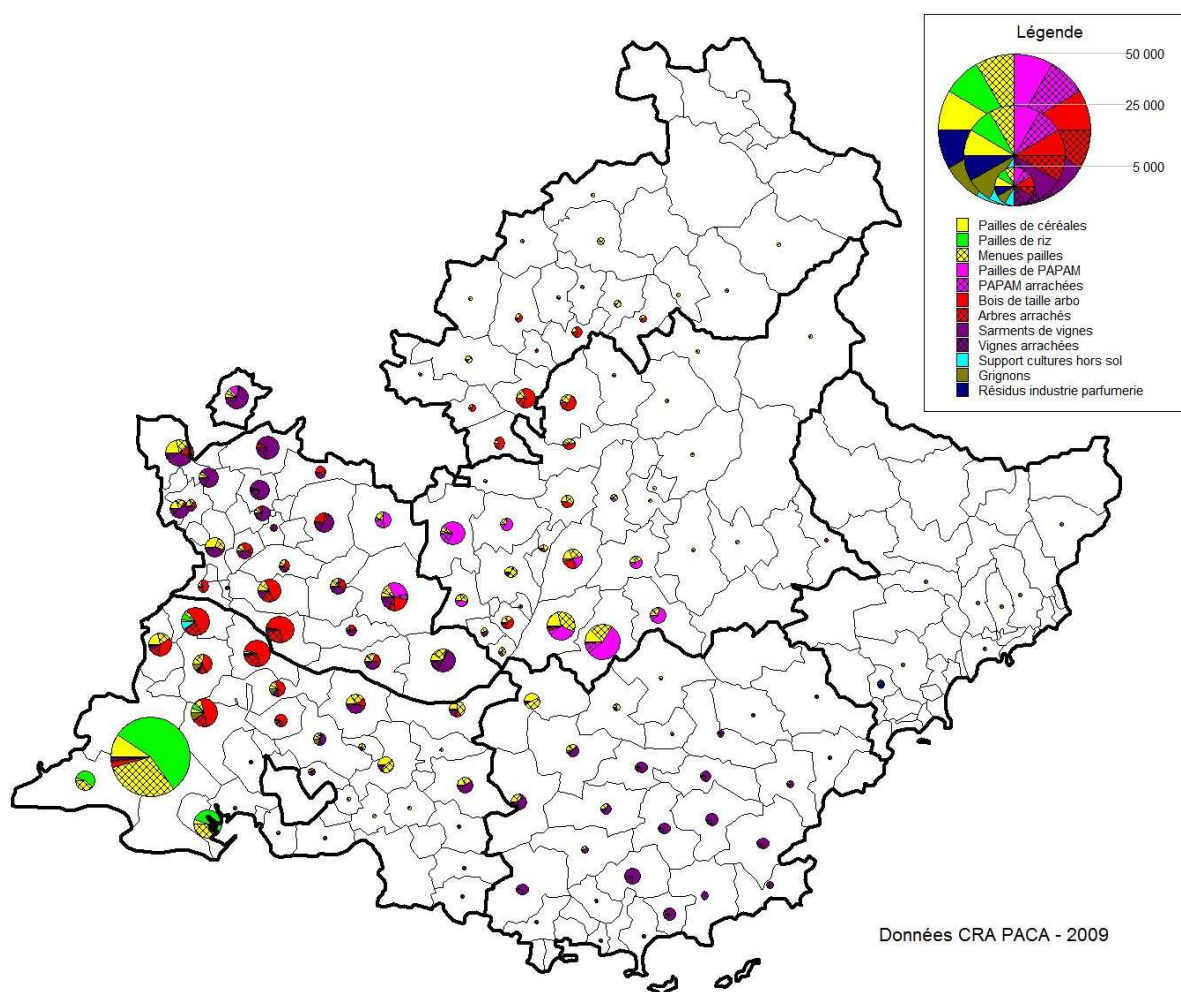 Légende
50 000
25 000
5 000
Pailles de céréales
Pailles de riz
Menues pailles
Pailles de PAPAM
PAPAM arrachées
Bois de taille arbo
Arbres arrachés
Sarments de vignes
Vignes arrachées
Support cultures hors sol
Grignons
Résidus industrie parfumerie
Données CRA PACA - 2009